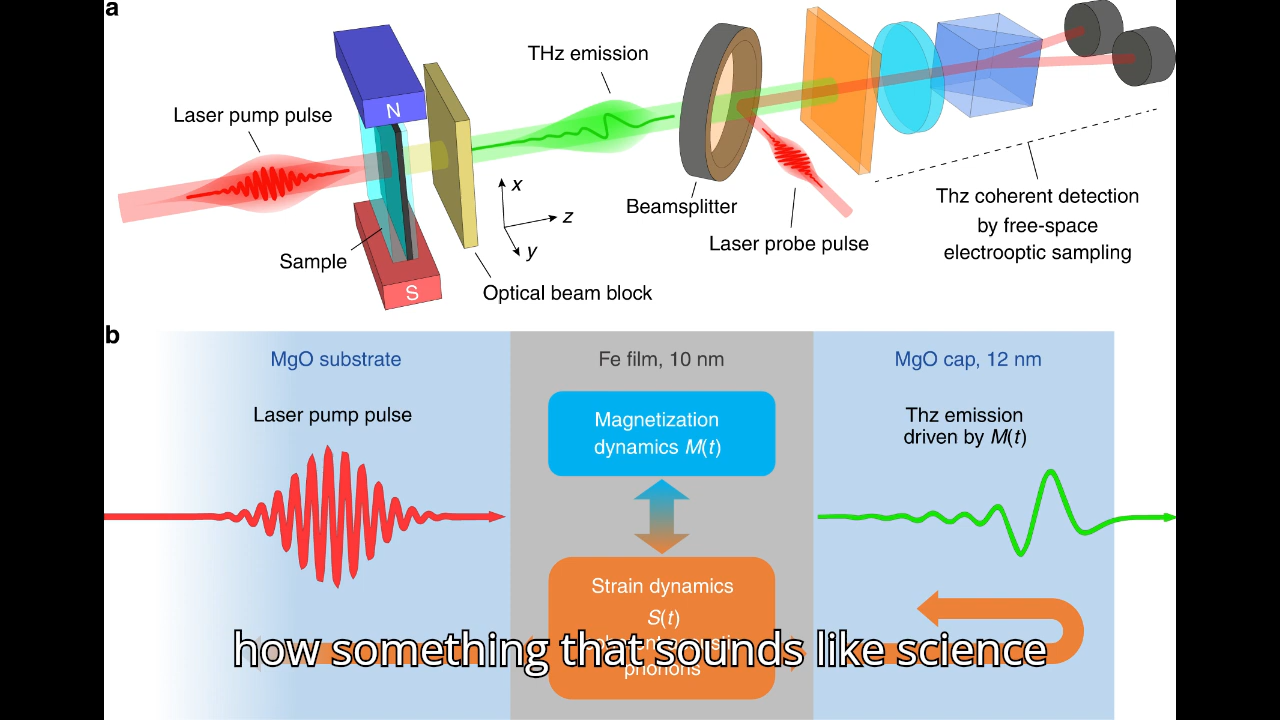 a
THz emission
Laser pump pulse
N
x
z
y
Beamsplitter
Laser probe pulse
Thz coherent detection
by free-space
electrooptic sampling
Sample
S
Optical beam block
b
MgO substrate
Fe film, 10 nm
MgO cap, 12 nm
Laser pump pulse
Magnetization
dynamics M(t)
Thz emission
driven by M(t)
Strain dynamics
S(t)
phonons
how something that sounds like science